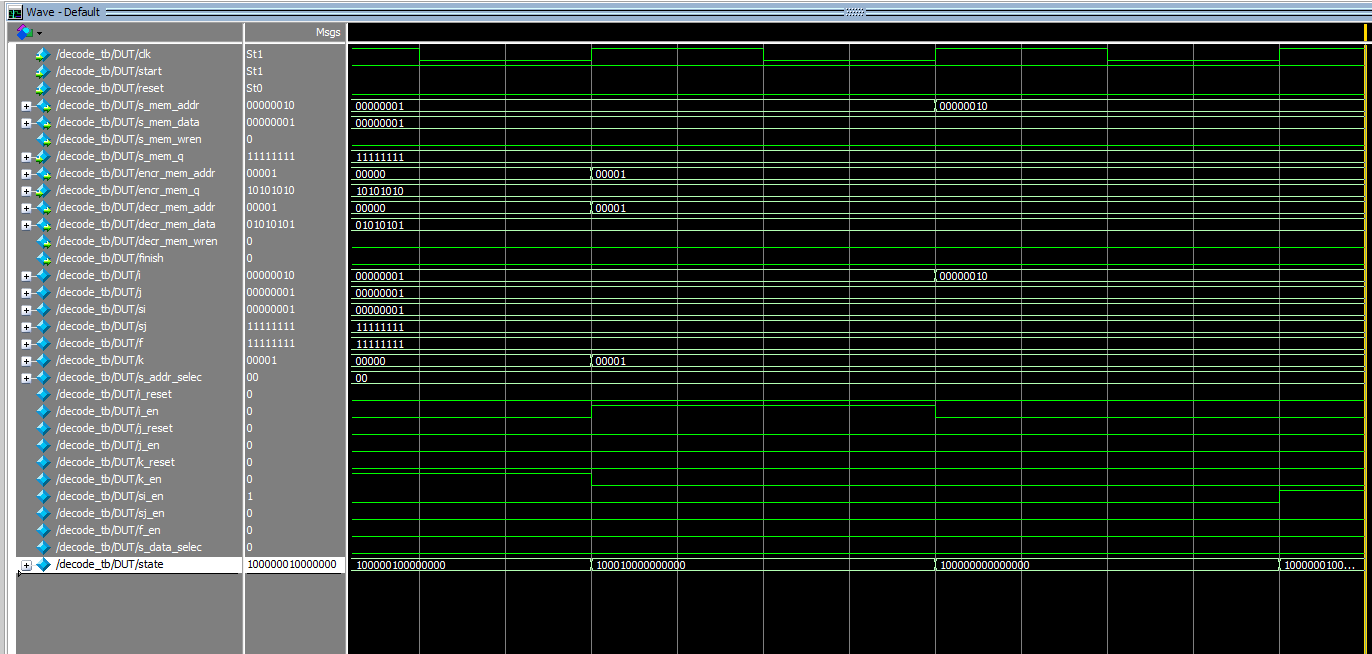 Wave - Default
Msgs
/decode_tb/DUT/clk St1
/decode_tb/DUT/start St1
/decode_tb/DUT/reset St0
/decode_tb/DUT/s_mem_addr 00000010 00000001 00000010
/decode_tb/DUT/s_mem_data 00000001 00000001
/decode_tb/DUT/s_mem_wren 0
/decode_tb/DUT/s_mem_q 11111111 11111111
/decode_tb/DUT/encr_mem_addr 00001 00000 00001
/decode_tb/DUT/encr_mem_q 10101010 10101010
/decode_tb/DUT/decr_mem_addr 00001 00000 00001
/decode_tb/DUT/decr_mem_data 01010101 01010101
/decode_tb/DUT/decr_mem_wren 0
/decode_tb/DUT/finish 0
/decode_tb/DUT/i 00000010 00000001 00000010
/decode_tb/DUT/j 00000001 00000001
/decode_tb/DUT/si 00000001 00000001
/decode_tb/DUT/sj 11111111 11111111
/decode_tb/DUT/f 11111111 11111111
/decode_tb/DUT/k 00001 00000 00001
/decode_tb/DUT/s_addr_selec 00 00
/decode_tb/DUT/i_reset 0
/decode_tb/DUT/i_en 0
/decode_tb/DUT/j_reset 0
/decode_tb/DUT/j_en 0
/decode_tb/DUT/k_reset 0
/decode_tb/DUT/k_en 0
/decode_tb/DUT/si_en 1
/decode_tb/DUT/sj_en 0
/decode_tb/DUT/f_en 0
/decode_tb/DUT/s_data_selec 0
/decode_tb/DUT/state 100000010000000 100000100000000 100010000000000 100000000000000 1000000100...